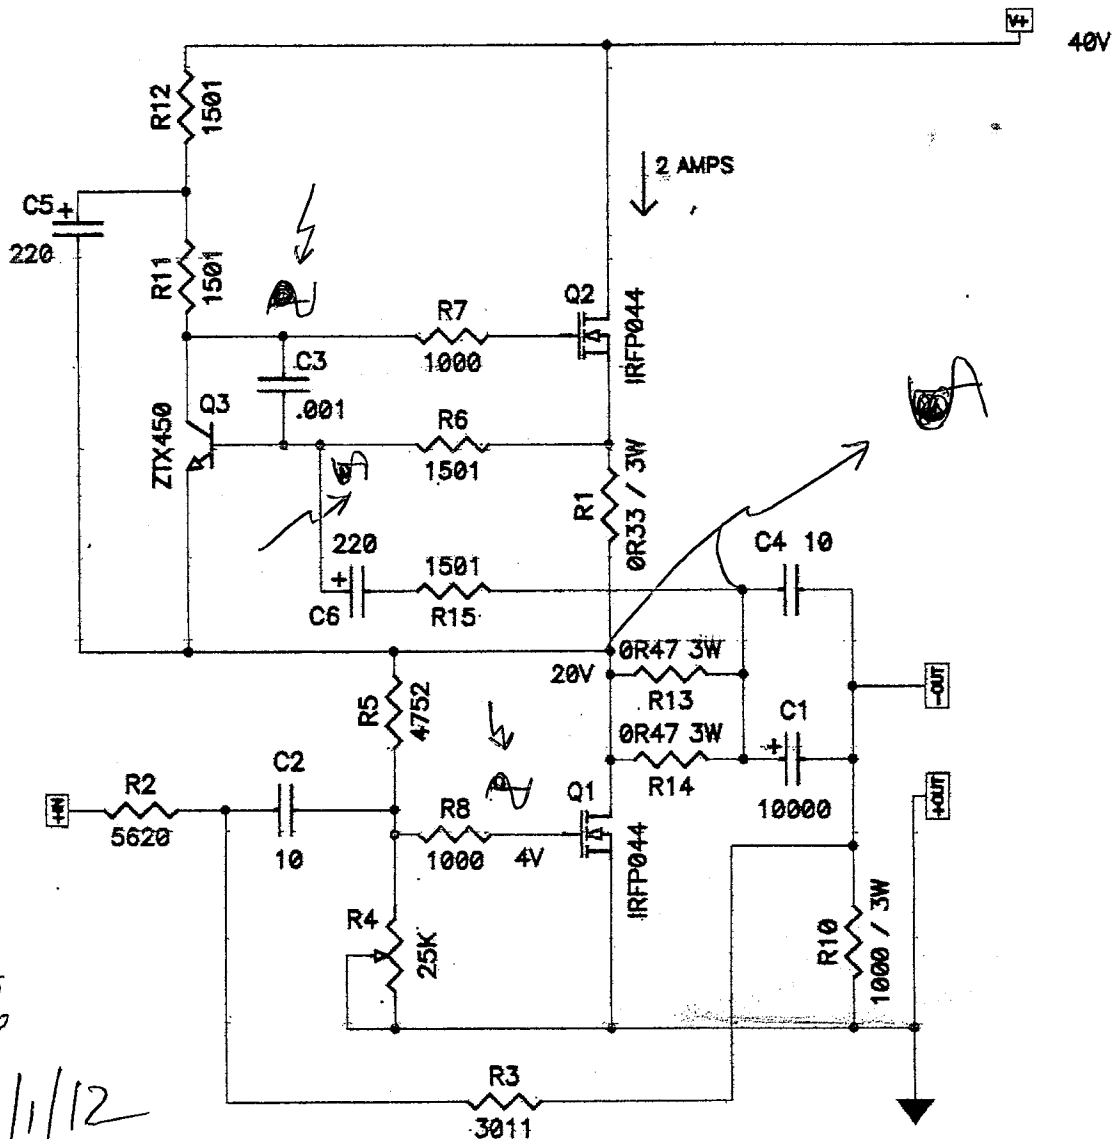 V+
40V
R12
1501
2 AMPS
C5
+
220
R11
1501
Q2
R7
1000
IRFP044
C3
.001
Q3
ZTX450
R6
1501
R1
0R33 / 3W
220
+
C6
1501
R15
C4 10
0R47 3W
20V
R13
-OUT
R5
4752
0R47 3W
R14
C1
+
10000
+OUT
+IN
R2
5620
C2
10
R8
1000
4V
Q1
IRFP044
R4
25K
R10
1000 / 3W
R3
3011
/1/12